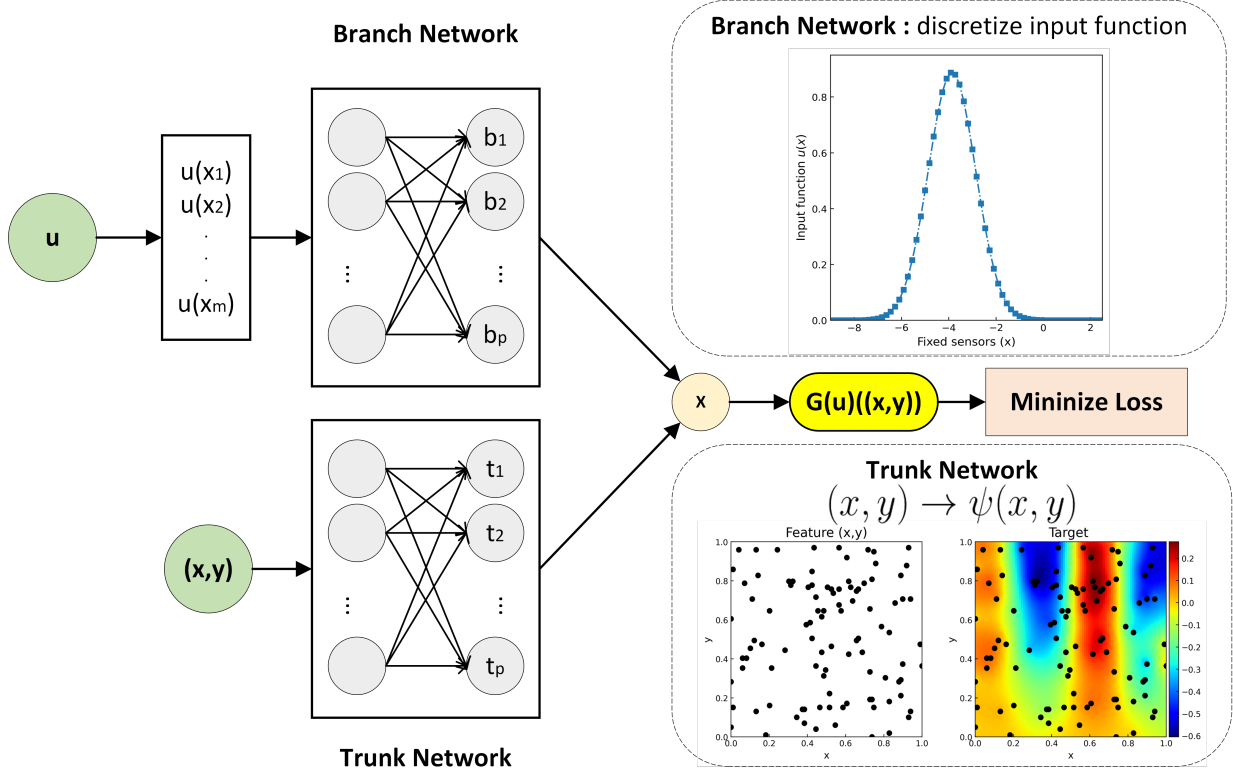 Branch Network
u
u(x1)
u(x2)
.
.
.
u(xm)
b1
b2
...
...
bp
Branch Network : discretize input function
Input function u(x)
0.8
0.6
0.4
0.2
0.0
−8 −6 −4 −2 0 2
Fixed sensors (x)
x
G(u)((x,y))
Mininize Loss
(x,y)
t1
t2
...
...
tp
Trunk Network
Trunk Network
(x, y) → ψ(x, y)
Feature (x,y)
y
1.0
0.8
0.6
0.4
0.2
0.0
0.0 0.2 0.4 0.6 0.8 1.0
x
Target
y
1.0
0.8
0.6
0.4
0.2
0.0
0.0 0.2 0.4 0.6 0.8 1.0
x
0.2
0.1
0.0
−0.1
−0.2
−0.3
−0.4
−0.5
−0.6